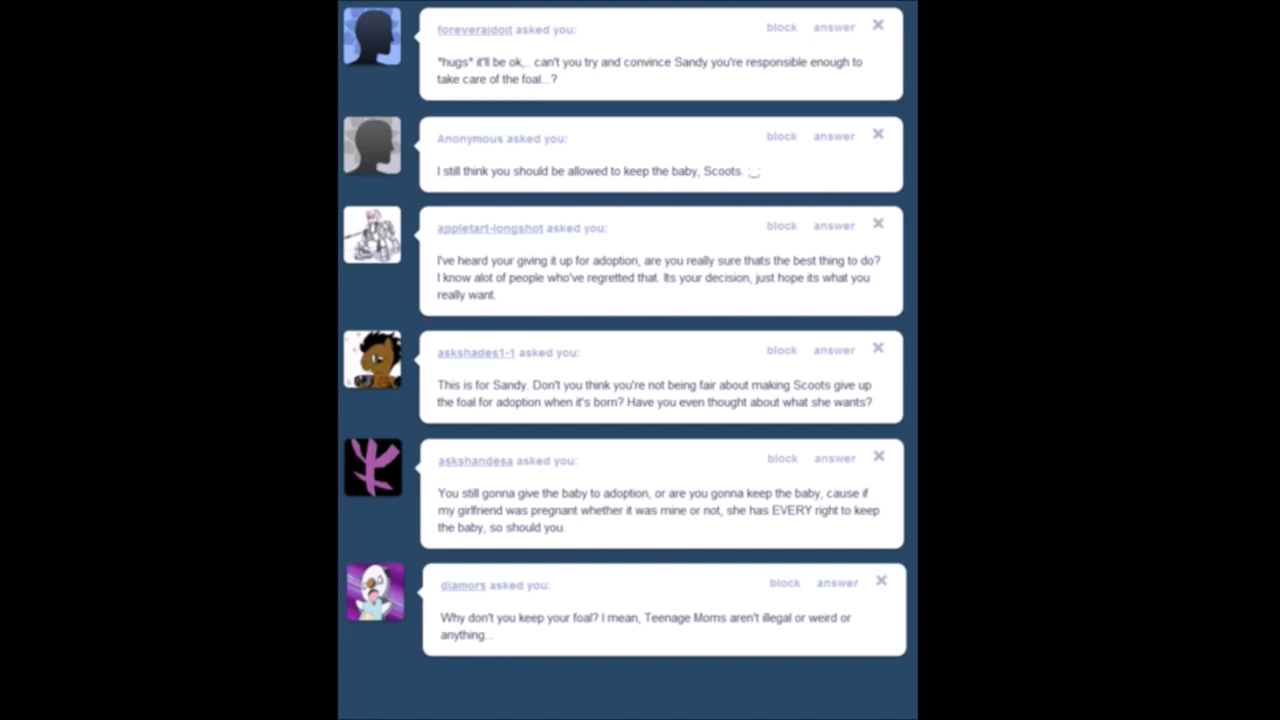 foreveraidoit asked you: block answer ×
*hugs* it'll be ok,.. can't you try and convince Sandy you're responsible enough to
take care of the foal...?
Anonymous asked you: block answer ×
I still think you should be allowed to keep the baby, Scoots. ;_;
appletart-longshot asked you: block answer ×
I've heard your giving it up for adoption, are you really sure thats the best thing to do?
I know alot of people who've regretted that. Its your decision, just hope its what you
really want.
askshades1-1 asked you: block answer ×
This is for Sandy. Don't you think you're not being fair about making Scoots give up
the foal for adoption when it's born? Have you even thought about what she wants?
askshandesa asked you: block answer ×
You still gonna give the baby to adoption, or are you gonna keep the baby, cause if
my girlfriend was pregnant whether it was mine or not, she has EVERY right to keep
the baby, so should you.
diamors asked you: block answer ×
Why don't you keep your foal? I mean, Teenage Moms aren't illegal or weird or
anything...